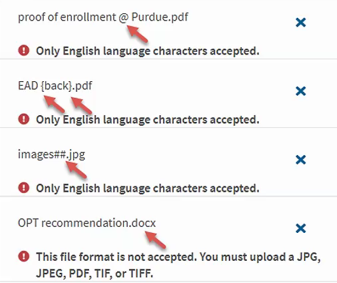 proof of enrollment @ Purdue.pdf
Only English language characters accepted.
EAD {back}.pdf
Only English language characters accepted.
images##.jpg
Only English language characters accepted.
OPT recommendation.docx
This file format is not accepted. You must upload a JPG,
JPEG, PDF, TIF, or TIFF.